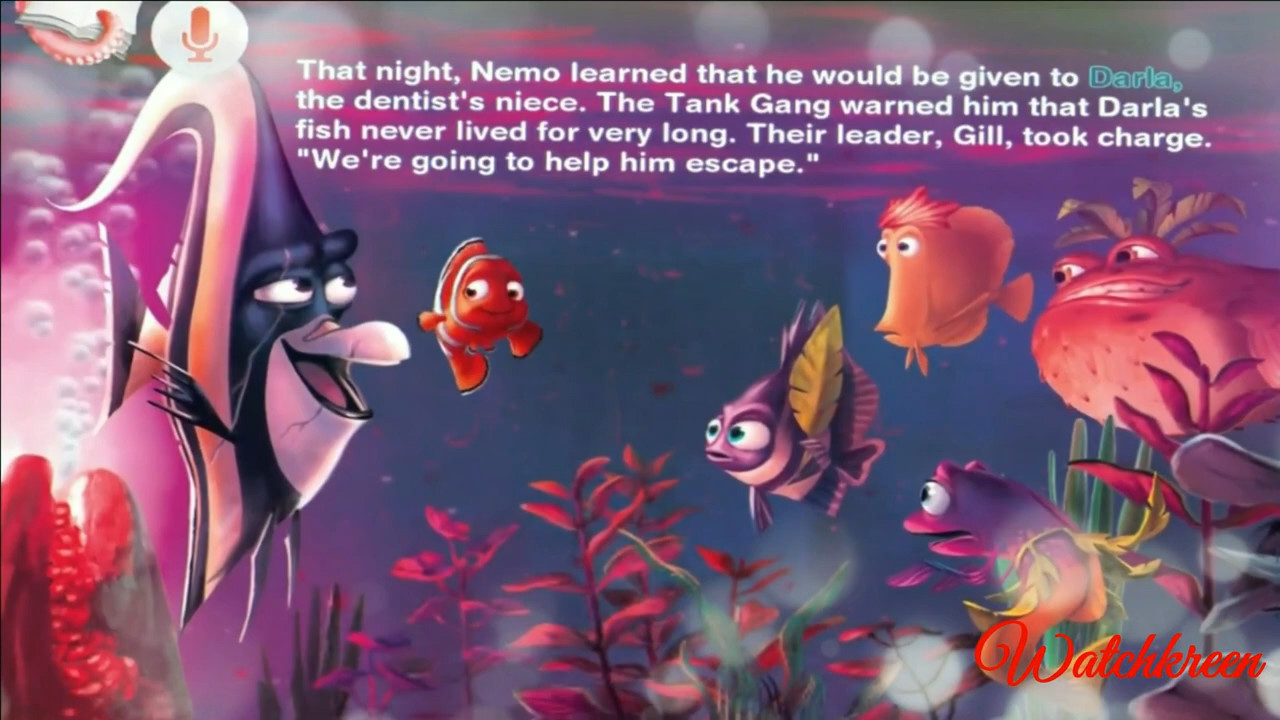 That night, Nemo learned that he would be given to Darla,
the dentist's niece. The Tank Gang warned him that Darla's
fish never lived for very long. Their leader, Gill, took charge.
"We're going to help him escape."
Watchkreen